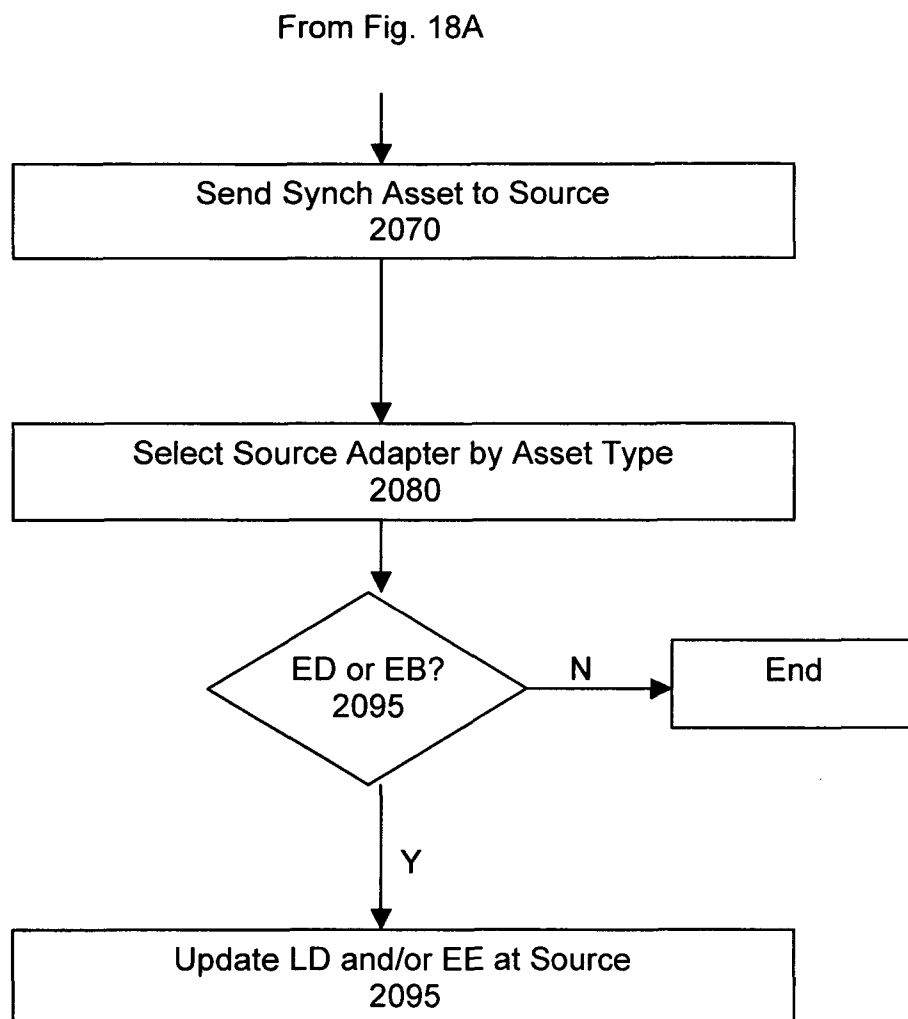 From Fig. 18A
Send Synch Asset to Source
2070
Select Source Adapter by Asset Type
2080
ED or EB?
2095
N
End
Y
Update LD and/or EE at Source
2095